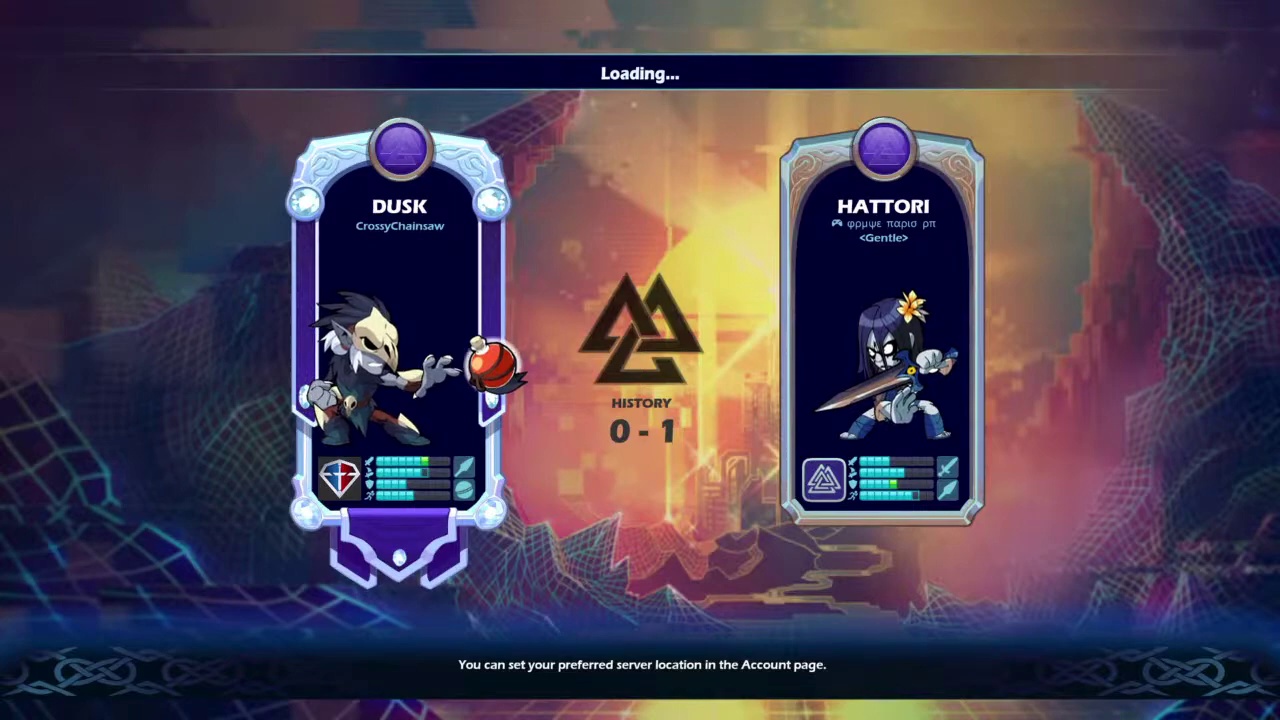 Loading...
DUSK
CrossyChainsaw
HATTORI
φρμψε παρισ ρπ
<Gentle>
HISTORY
0 - 1
You can set your preferred server location in the Account page.